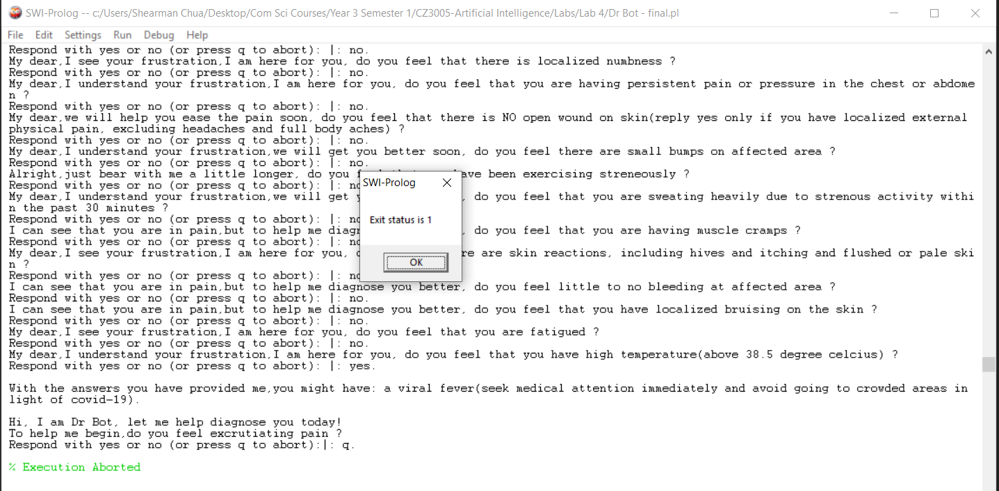 SWI-Prolog -- c:/Users/Shearman Chua/Desktop/Com Sci Courses/Year 3 Semester 1/CZ3005-Artificial Intelligence/Labs/Lab 4/Dr Bot - final.pl
File Edit Settings Run Debug Help
Respond with yes or no (or press q to abort): |: no.
My dear,I see your frustration,I am here for you, do you feel that there is localized numbness ?
Respond with yes or no (or press q to abort): |: no.
My dear,I understand your frustration,I am here for you, do you feel that you are having persistent pain or pressure in the chest or abdome
n ?
Respond with yes or no (or press q to abort): |: no.
My dear,we will help you ease the pain soon, do you feel that there is NO open wound on skin(reply yes only if you have localized external
physical pain, excluding headaches and full body aches) ?
Respond with yes or no (or press q to abort): |: no.
My dear,I understand your frustration,we will get you better soon, do you feel there are small bumps on affected area ?
Respond with yes or no (or press q to abort): |: no.
Alright,just bear with me a little longer, do you have been exercising streneously ?
Respond with yes or no (or press q to abort): |:
My dear,I understand your frustration,we will get , do you feel that you are sweating heavily due to strenous activity withi
n the past 30 minutes ?
Respond with yes or no (or press q to abort): |:
I can see that you are in pain,but to help me , do you feel that you are having muscle cramps ?
Respond with yes or no (or press q to abort): |:
My dear,I see your frustration,I am here for you, are skin reactions, including hives and itching and flushed or pale ski
n ?
Respond with yes or no (or press q to abort): |:
I can see that you are in pain,but to help me diagnose you better, do you feel little to no bleeding at affected area ?
Respond with yes or no (or press q to abort): |: no.
I can see that you are in pain,but to help me diagnose you better, do you feel that you have localized bruising on the skin ?
Respond with yes or no (or press q to abort): |: no.
My dear,I see your frustration,I am here for you, do you feel that you are fatigued ?
Respond with yes or no (or press q to abort): |: no.
My dear,I understand your frustration,I am here for you, do you feel that you have high temperature(above 38.5 degree celcius) ?
Respond with yes or no (or press q to abort): |: yes.
With the answers you have provided me,you might have: a viral fever(seek medical attention immediately and avoid going to crowded areas in
light of covid-19).
Hi, I am Dr Bot, let me help diagnose you today!
To help me begin,do you feel excrutiating pain ?
Respond with yes or no (or press q to abort):|: q.
% Execution Aborted
SWI-Prolog
Exit status is 1
OK